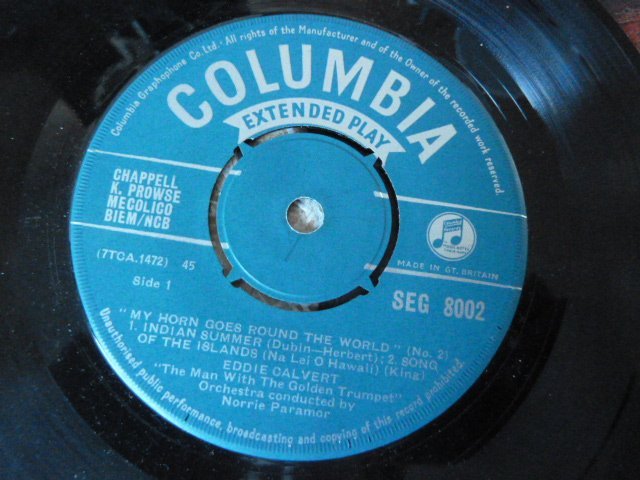 Columbia Graphophone Co. Ltd.- All rights of the Manufacturer and of the Owner of the recorded work reserved.
COLUMBIA
EXTENDED PLAY
CHAPPELL
K. PROWSE
MECOLICO
BIEM/NCB
MADE IN GT. BRITAIN
(7TCA.1472) 45
Side 1
SEG 8002
"MY HORN GOES ROUND THE WORLD" (No. 2)
1. INDIAN SUMMER (Dubin—Herbert); 2. SONG
OF THE ISLANDS (Na Lei O Hawaii) (King)
EDDIE CALVERT
"The Man With The Golden Trumpet"
Orchestra conducted by
Norrie Paramor
Unauthorised public performance, broadcasting and copying of this record prohibited